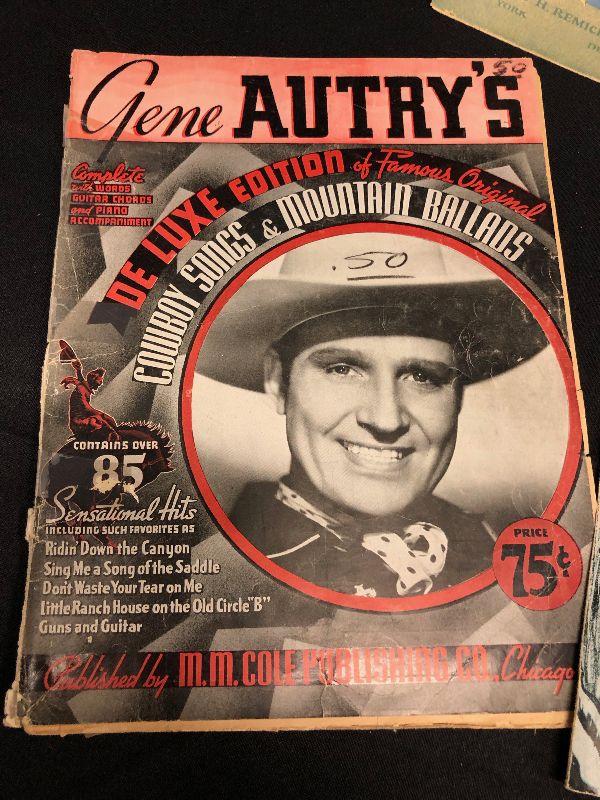 H. REMICK
YORK
Gene AUTRY'S
50
Complete
with WORDS
GUITAR CHORDS
and PIANO
ACCOMPANIMENT
DE LUXE EDITION of Famous Original
COWBOY SONGS & MOUNTAIN BALLADS
.50
CONTAINS OVER
85
Sensational Hits
INCLUDING SUCH FAVORITES AS
Ridin' Down the Canyon
Sing Me a Song of the Saddle
Don't Waste Your Tear on Me
Little Ranch House on the Old Circle "B"
Guns and Guitar
PRICE
75¢
Published by M.M. COLE PUBLISHING CO., Chicago